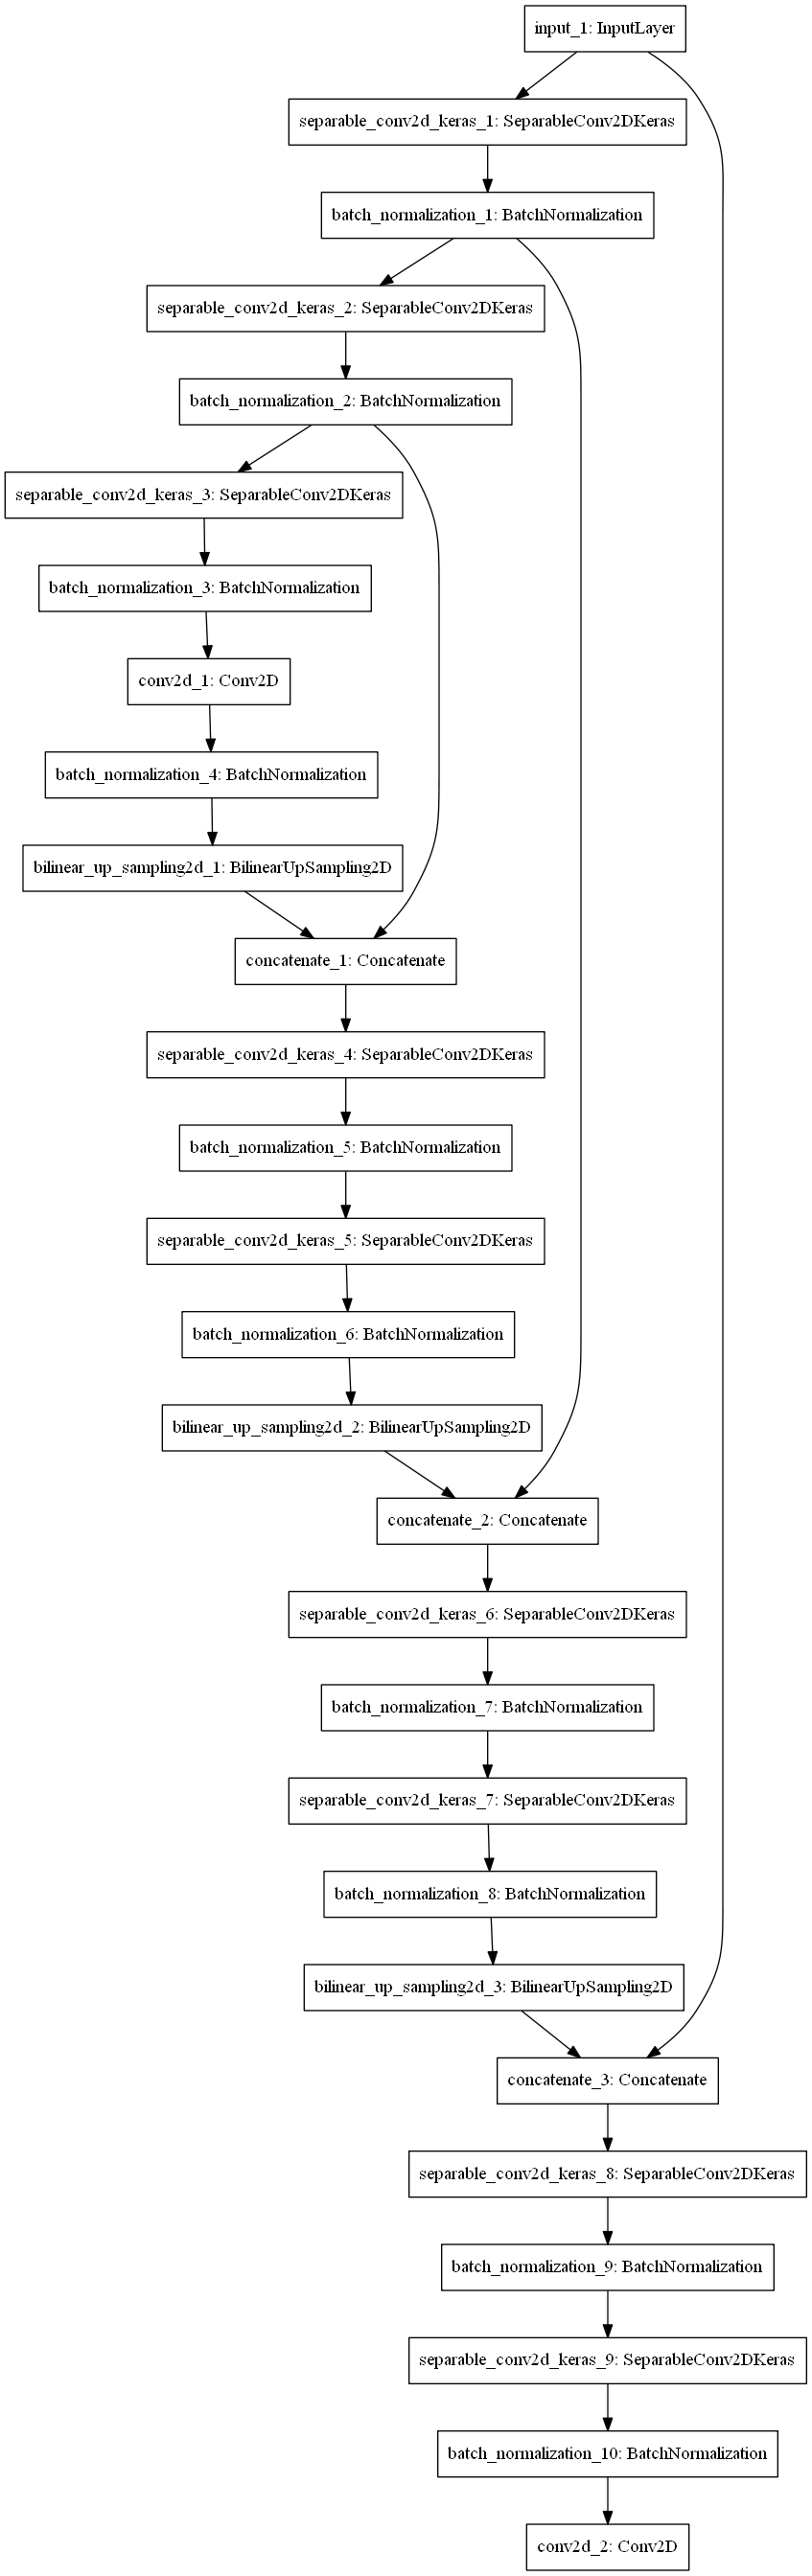 input_1: InputLayer
separable_conv2d_keras_1: SeparableConv2DKeras
batch_normalization_1: BatchNormalization
separable_conv2d_keras_2: SeparableConv2DKeras
batch_normalization_2: BatchNormalization
separable_conv2d_keras_3: SeparableConv2DKeras
batch_normalization_3: BatchNormalization
conv2d_1: Conv2D
batch_normalization_4: BatchNormalization
bilinear_up_sampling2d_1: BilinearUpSampling2D
concatenate_1: Concatenate
separable_conv2d_keras_4: SeparableConv2DKeras
batch_normalization_5: BatchNormalization
separable_conv2d_keras_5: SeparableConv2DKeras
batch_normalization_6: BatchNormalization
bilinear_up_sampling2d_2: BilinearUpSampling2D
concatenate_2: Concatenate
separable_conv2d_keras_6: SeparableConv2DKeras
batch_normalization_7: BatchNormalization
separable_conv2d_keras_7: SeparableConv2DKeras
batch_normalization_8: BatchNormalization
bilinear_up_sampling2d_3: BilinearUpSampling2D
concatenate_3: Concatenate
separable_conv2d_keras_8: SeparableConv2DKeras
batch_normalization_9: BatchNormalization
separable_conv2d_keras_9: SeparableConv2DKeras
batch_normalization_10: BatchNormalization
conv2d_2: Conv2D